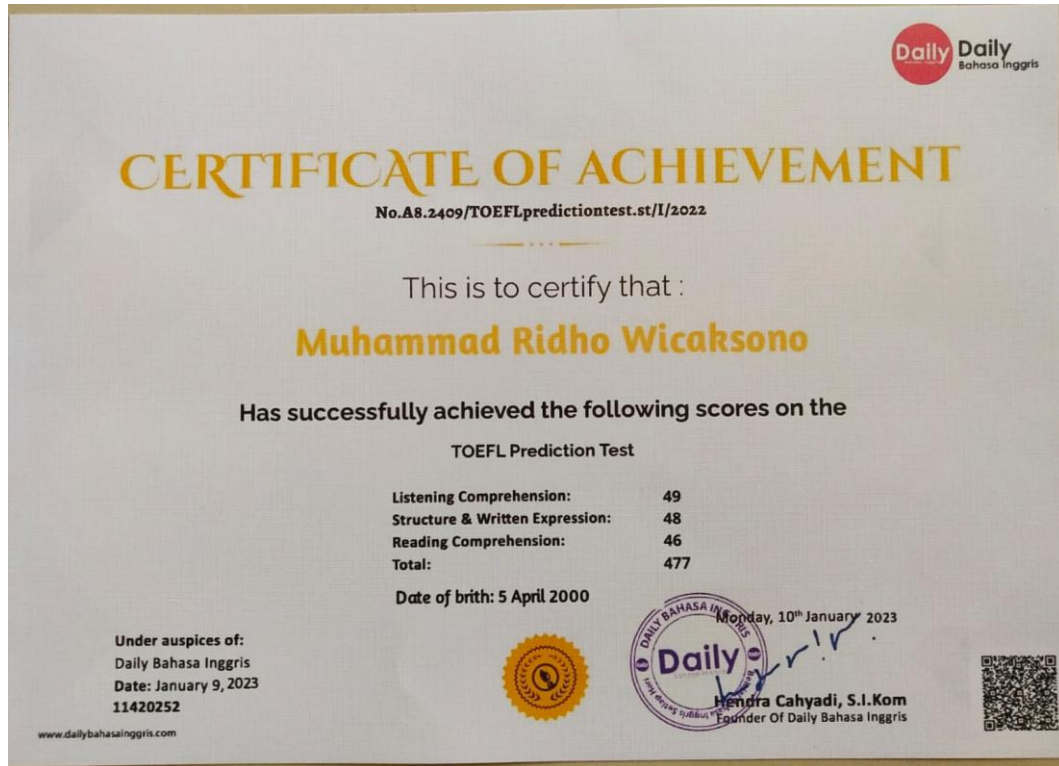 Daily Daily
Bahasa Inggris
CERTIFICATE OF ACHIEVEMENT
No.A8.2409/TOEFLpredictiontest.st/I/2022
This is to certify that :
Muhammad Ridho Wicaksono
Has successfully achieved the following scores on the
TOEFL Prediction Test
Listening Comprehension: 49
Structure & Written Expression: 48
Reading Comprehension: 46
Total: 477
Date of brith: 5 April 2000
Under auspices of:
Daily Bahasa Inggris
Date: January 9, 2023
11420252
www.dailybahasainggris.com
DAILY BAHASA INGGRIS
Daily
Bahasa Inggris Setiap Hari
Monday, 10th January 2023
Hendra Cahyadi, S.I.Kom
Founder Of Daily Bahasa Inggris